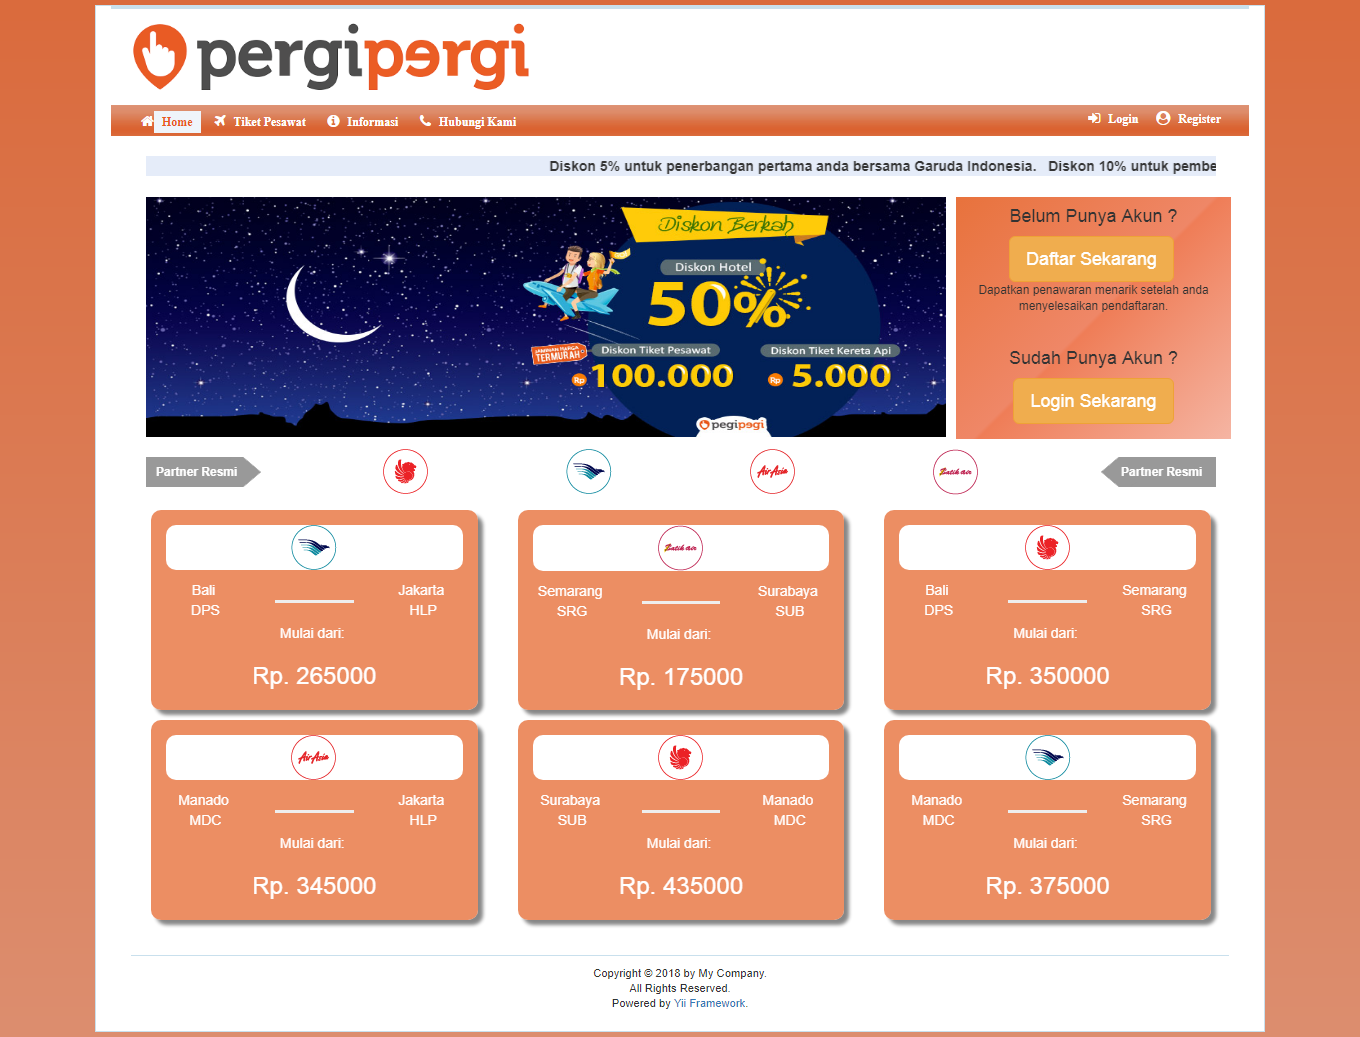 pergipergi
Home Tiket Pesawat Informasi Hubungi Kami Login Register
Diskon 5% untuk penerbangan pertama anda bersama Garuda Indonesia. Diskon 10% untuk pembe
Diskon Berkah
Diskon Hotel
50%
JAMINAN HARGA
TERMURAH
Diskon Tiket Pesawat
Rp 100.000
Diskon Tiket Kereta Api
Rp 5.000
pegipegi
Belum Punya Akun ?
Daftar Sekarang
Dapatkan penawaran menarik setelah anda
menyelesaikan pendaftaran.
Sudah Punya Akun ?
Login Sekarang
Partner Resmi
AirAsia
Batik air
Partner Resmi
Bali Jakarta
DPS HLP
Mulai dari:
Rp. 265000
Batik air
Semarang Surabaya
SRG SUB
Mulai dari:
Rp. 175000
Bali Semarang
DPS SRG
Mulai dari:
Rp. 350000
AirAsia
Manado Jakarta
MDC HLP
Mulai dari:
Rp. 345000
Surabaya Manado
SUB MDC
Mulai dari:
Rp. 435000
Manado Semarang
MDC SRG
Mulai dari:
Rp. 375000
Copyright © 2018 by My Company.
All Rights Reserved.
Powered by Yii Framework.